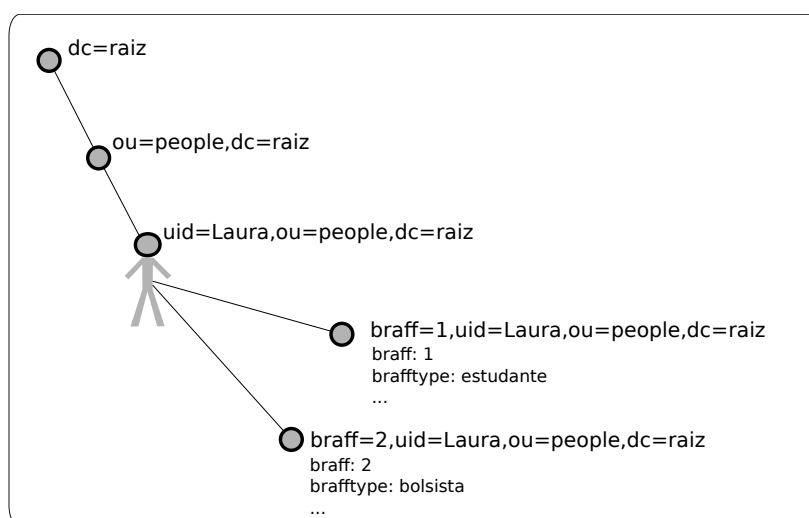 dc=raiz
ou=people,dc=raiz
uid=Laura,ou=people,dc=raiz
braff=1,uid=Laura,ou=people,dc=raiz
braff: 1
brafftype: estudante
...
braff=2,uid=Laura,ou=people,dc=raiz
braff: 2
brafftype: bolsista
...